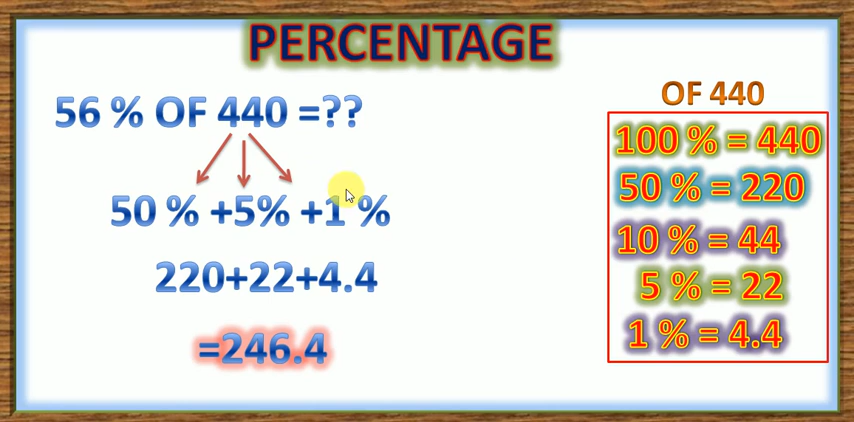 PERCENTAGE
56 % OF 440 =??
50 % +5% +1 %
220+22+4.4
=246.4
OF 440
100 % = 440
50 % = 220
10 % = 44
5 % = 22
1 % = 4.4